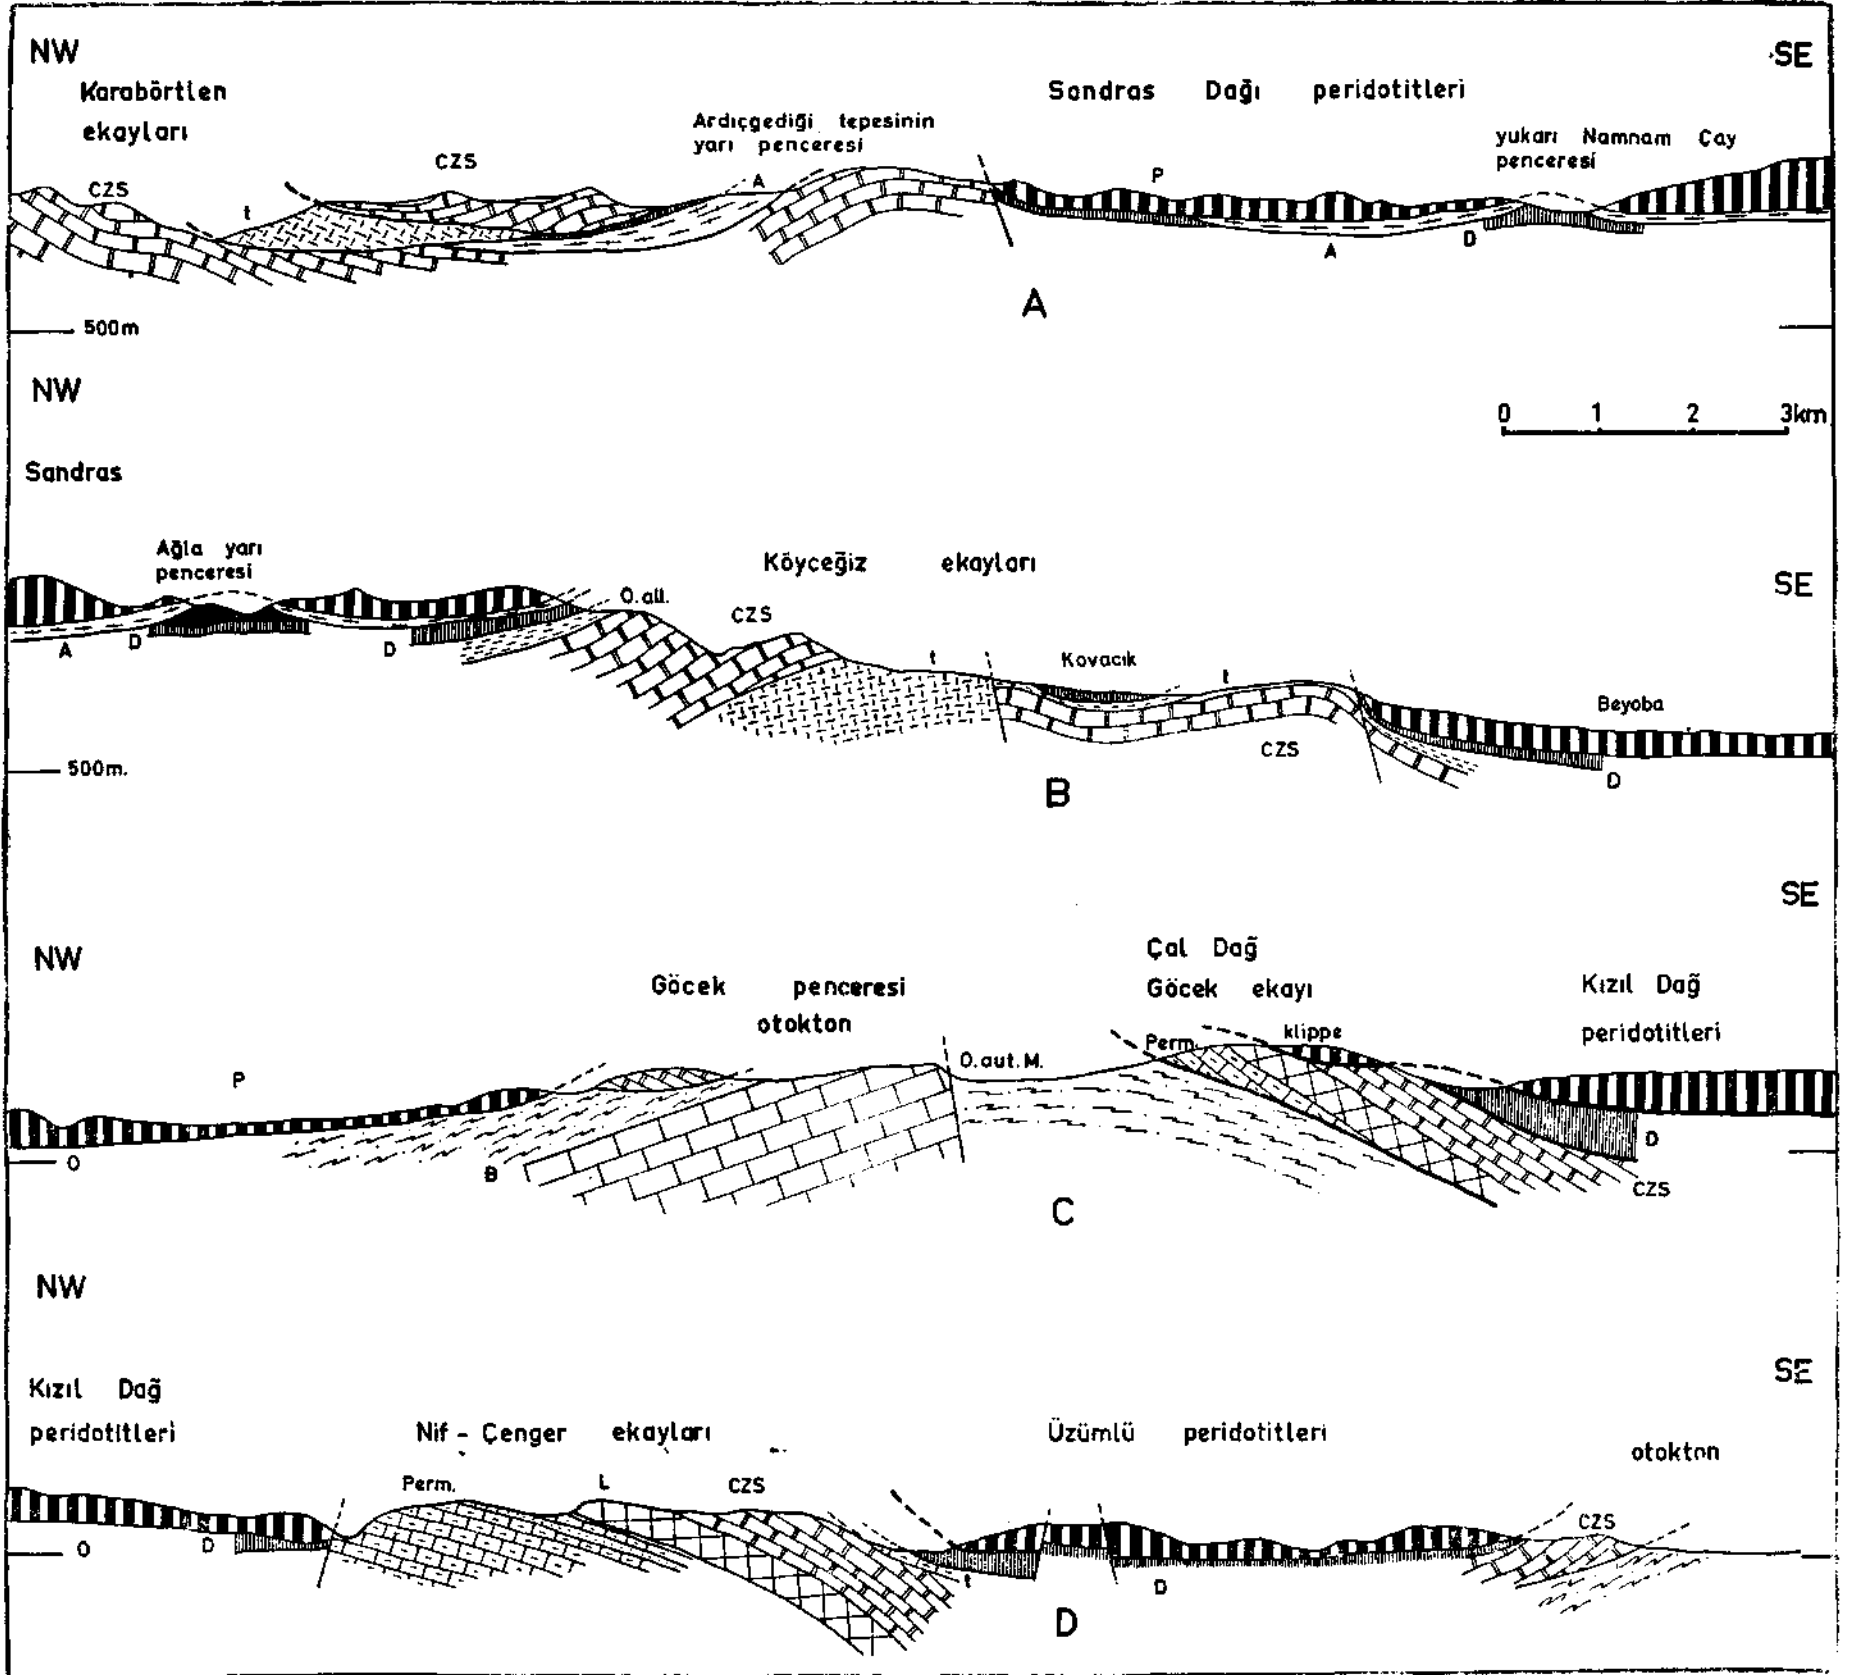 NW
SE
Karabörtlen
ekayları
Sandras Dağı peridotitleri
Ardıçgediği tepesinin
yarı penceresi
yukarı Namnam Çay
penceresi
CZS
CZS
t
A
P
A
D
A
500m
NW
0 1 2 3km
Sandras
Ağla yarı
penceresi
Köyceğiz ekayları
SE
O.all.
CZS
t
Kovacık
t
Beyoba
A
D
D
CZS
D
500m.
B
SE
NW
Göcek penceresi
otokton
Çal Dağ
Göcek ekayı
Kızıl Dağ
peridotitleri
klippe
Perm.
O.aut.M.
P
D
0
B
CZS
C
NW
SE
Kızıl Dağ
peridotitleri
Nif - Çenger ekayları
Üzümlü peridotitleri
otokton
Perm.
L
CZS
CZS
D
0
t
D
D